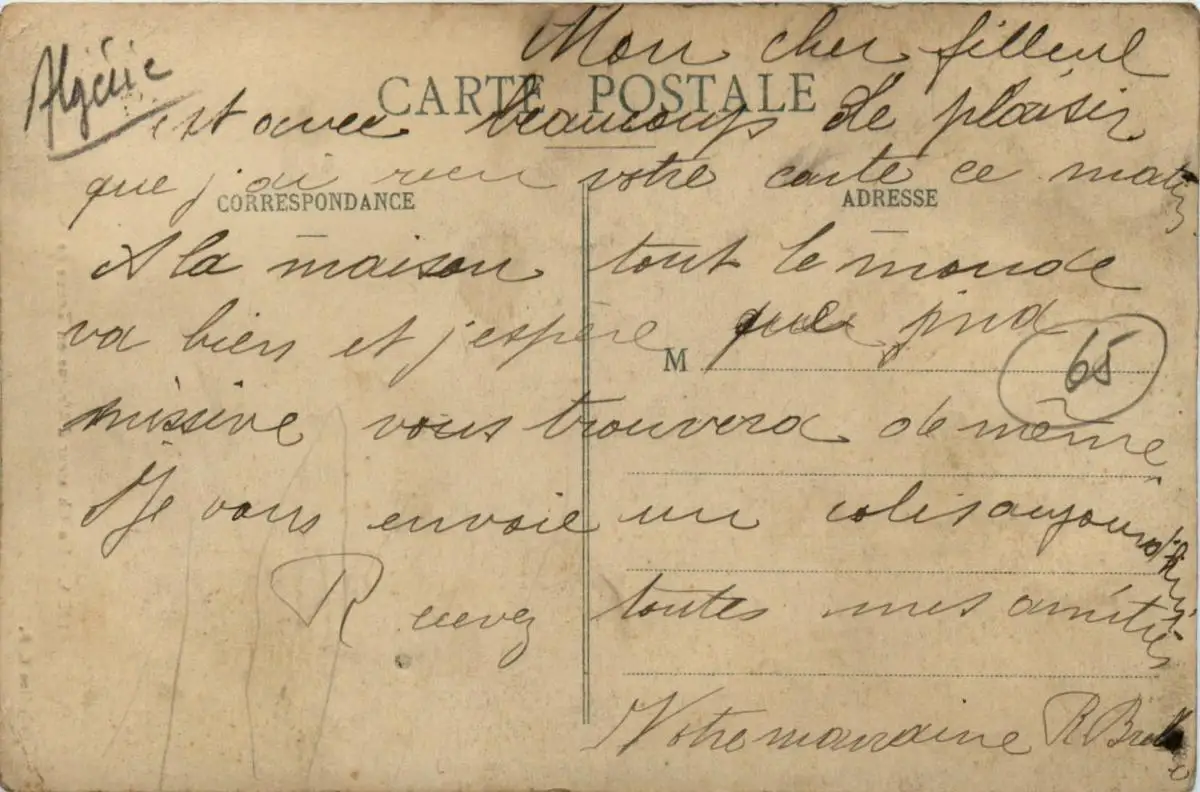 Algérie
Mon cher filleul
CARTE POSTALE
est avec beaucoup de plaisir
que j'ai reçu votre carte ce matin
CORRESPONDANCE
ADRESSE
A la maison tout le monde
va bien et j'espère que
M
65
missive vous trouvera de même
Je vous envoie un colis aujourd'hui
Recevez toutes mes amitiés
Votre marraine R